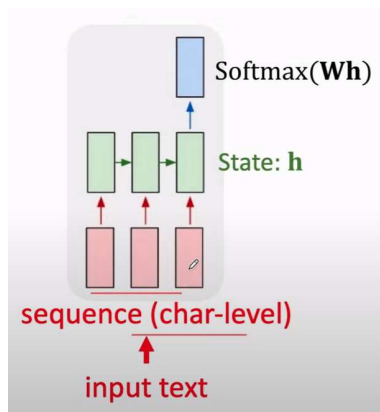 Softmax(Wh)
State: h
sequence (char-level)
input text